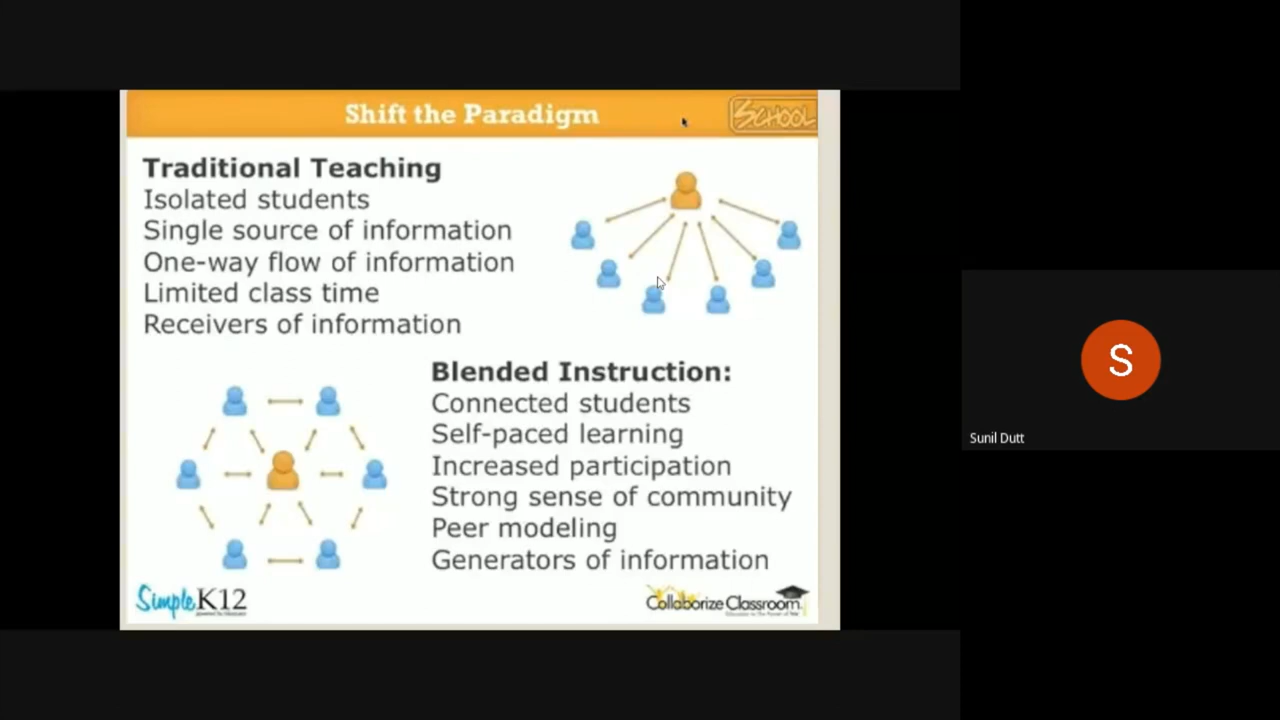 Shift the Paradigm
SCHOOL
Traditional Teaching
Isolated students
Single source of information
One-way flow of information
Limited class time
Receivers of information
Blended Instruction:
Connected students
Self-paced learning
Increased participation
Strong sense of community
Peer modeling
Generators of information
SimpleK12
Collaborize Classroom
S
Sunil Dutt